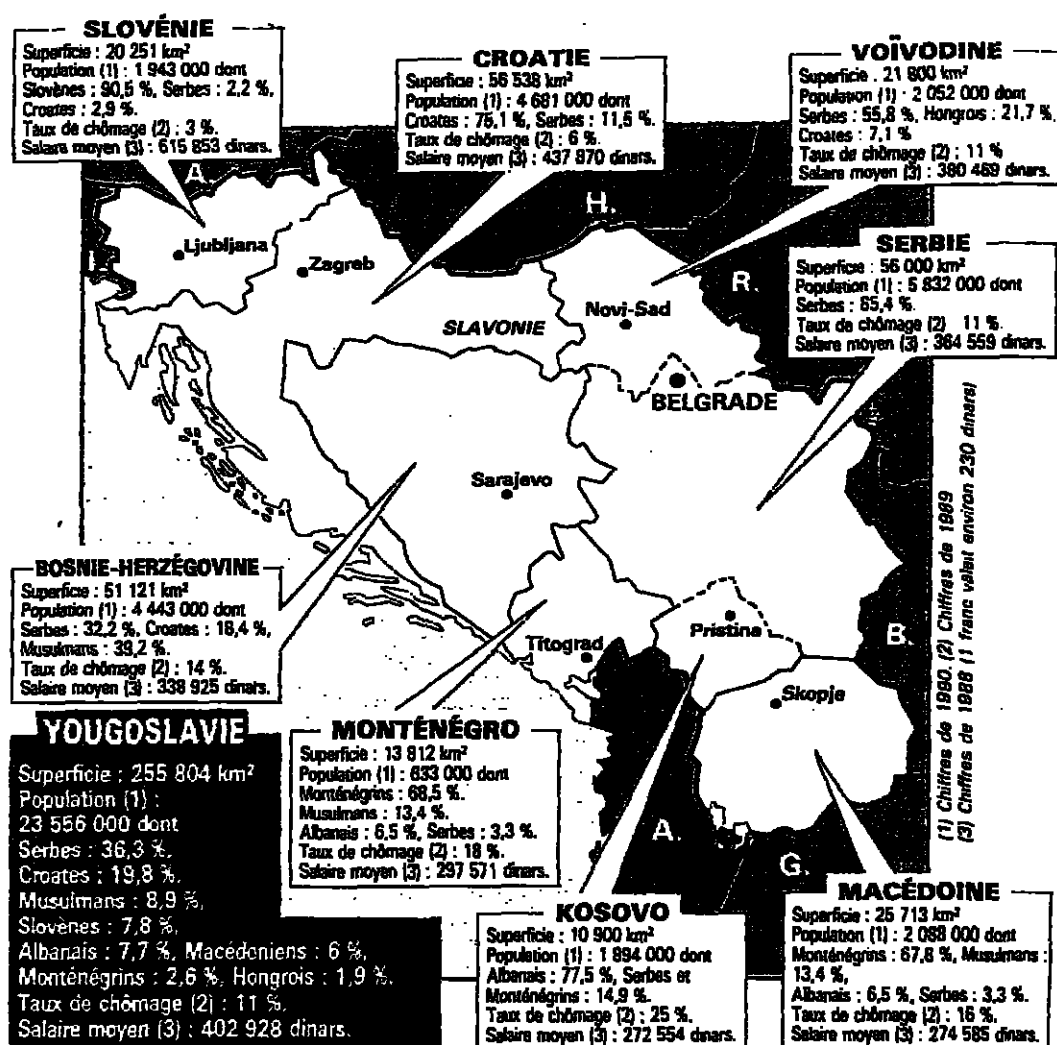 SLOVÉNIE
Superficie : 20 251 km²
Population (1) : 1 943 000 dont
Slovènes : 90,5 %, Serbes : 2,2 %,
Croates : 2,9 %.
Taux de chômage (2) : 3 %.
Salaire moyen (3) : 615 853 dinars.
CROATIE
Superficie : 56 538 km²
Population (1) : 4 681 000 dont
Croates : 75,1 %, Serbes : 11,5 %.
Taux de chômage (2) : 6 %.
Salaire moyen (3) : 437 870 dinars.
VOÏVODINE
Superficie . 21 800 km²
Population (1) · 2 052 000 dont
Serbes : 55,8 %, Hongrois : 21,7 %,
Croates : 7,1 %
Taux de chômage (2) : 11 %
Salaire moyen (3) : 380 469 dinars.
SERBIE
Superficie : 56 000 km²
Population (1) : 5 832 000 dont
Serbes : 65,4 %.
Taux de chômage (2) 11 %.
Salaire moyen (3) : 364 559 dinars.
A.
H.
I.
R.
Ljubljana
Zagreb
Novi-Sad
SLAVONIE
BELGRADE
Sarajevo
Pristina
Titograd
Skopje
B.
A.
G.
BOSNIE-HERZÉGOVINE
Superficie : 51 121 km²
Population (1) : 4 443 000 dont
Serbes : 32,2 %, Croates : 18,4 %,
Musulmans : 39,2 %.
Taux de chômage (2) : 14 %.
Salaire moyen (3) : 338 925 dinars.
YOUGOSLAVIE
Superficie : 255 804 km²
Population (1) :
23 556 000 dont
Serbes : 36,3 %,
Croates : 19,8 %,
Musulmans : 8,9 %,
Slovènes : 7,8 %,
Albanais : 7,7 %, Macédoniens : 6 %,
Monténégrins : 2,6 %, Hongrois : 1,9 %.
Taux de chômage (2) : 11 %.
Salaire moyen (3) : 402 928 dinars.
MONTÉNÉGRO
Superficie : 13 812 km²
Population (1) : 633 000 dont
Monténégrins : 68,5 %.
Musulmans : 13,4 %.
Albanais : 6,5 %, Serbes : 3,3 %.
Taux de chômage (2) : 18 %.
Salaire moyen (3) : 297 571 dinars.
KOSOVO
Superficie : 10 900 km²
Population (1) : 1 894 000 dont
Albanais : 77,5 %, Serbes et
Monténégrins : 14,9 %.
Taux de chômage (2) : 25 %.
Salaire moyen (3) : 272 554 dinars.
MACÉDOINE
Superficie : 25 713 km²
Population (1) : 2 088 000 dont
Monténégrins : 67,8 %, Musulmans :
13,4 %,
Albanais : 6,5 %, Serbes : 3,3 %.
Taux de chômage (2) : 16 %.
Salaire moyen (3) : 274 585 dinars.
(1) Chiffres de 1990. (2) Chiffres de 1989
(3) Chiffres de 1988 (1 franc valait environ 230 dinars)